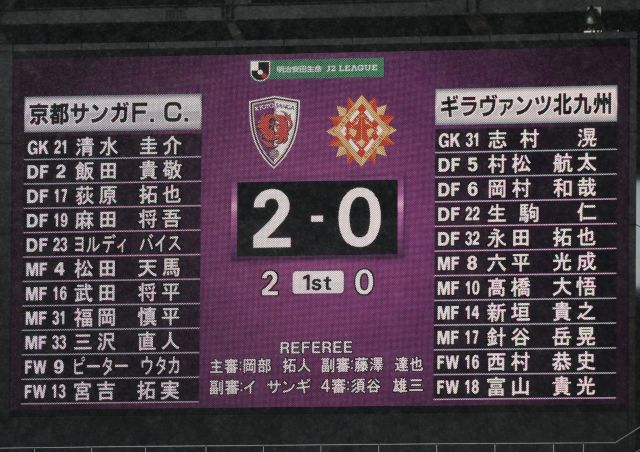 明治安田生命 J2 LEAGUE
京都サンガF.C.
GK 21 清水 圭介
DF 2 飯田 貴敬
DF 17 荻原 拓也
DF 19 麻田 将吾
DF 23 ヨルディ バイス
MF 4 松田 天馬
MF 16 武田 将平
MF 31 福岡 慎平
MF 33 三沢 直人
FW 9 ピーター ウタカ
FW 13 宮吉 拓実
KYOTO SANGA
2 - 0
2 1st 0
REFEREE
主審:岡部 拓人 副審:藤澤 達也
副審:イ サンギ 4審:須谷 雄三
ギラヴァンツ北九州
GK 31 志村 滉
DF 5 村松 航太
DF 6 岡村 和哉
DF 22 生駒 仁
DF 32 永田 拓也
MF 8 六平 光成
MF 10 髙橋 大悟
MF 14 新垣 貴之
MF 17 針谷 岳晃
FW 16 西村 恭史
FW 18 富山 貴光